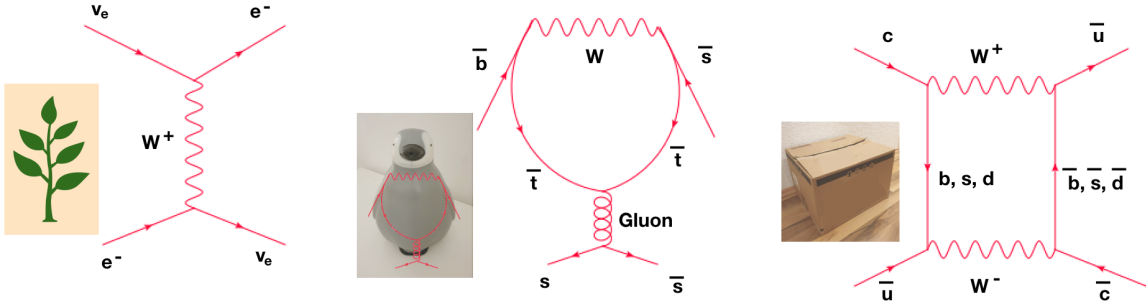 νₑ
e⁻
W⁺
e⁻
νₑ
b̅
W
s̅
t̅
t̅
Gluon
s
s̅
c
W⁺
u̅
b, s, d
b̅, s̅, d̅
u̅
W⁻
c̅